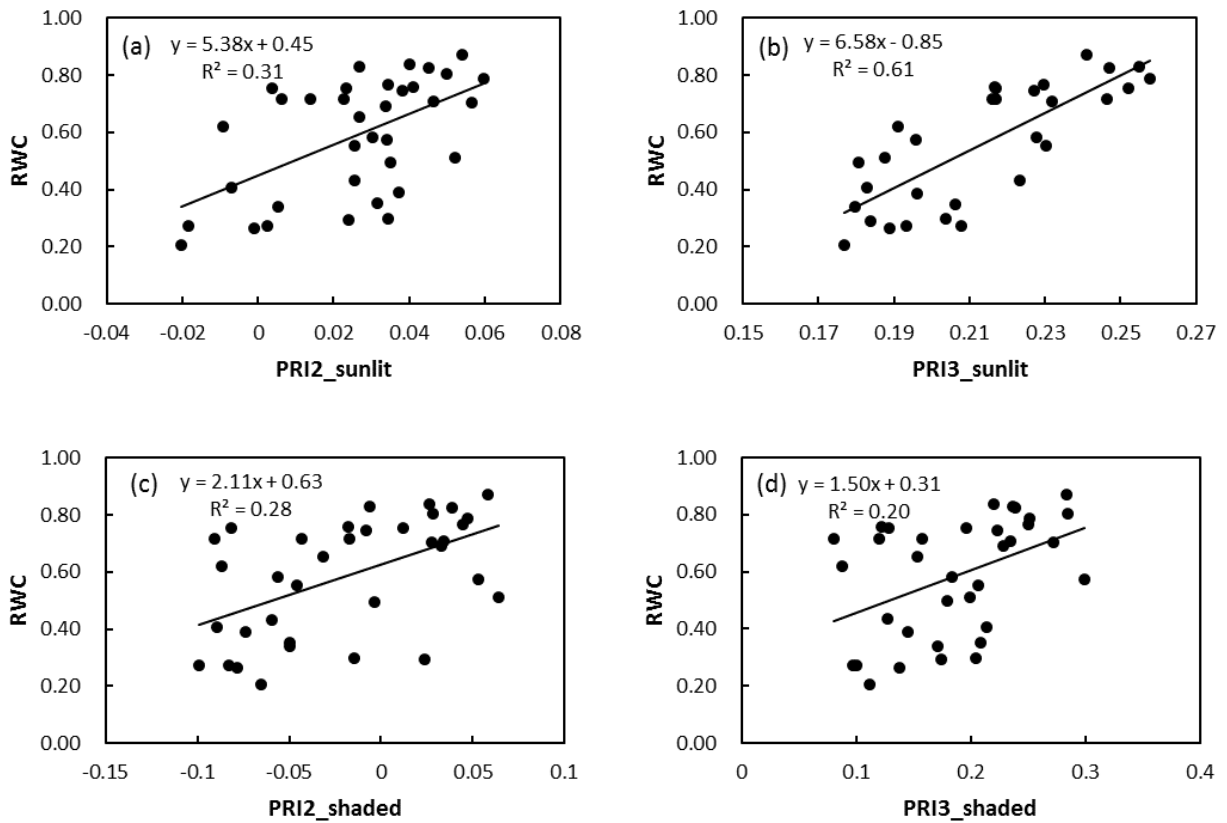 (a)
y = 5.38x + 0.45
R² = 0.31
1.00
0.80
0.60
0.40
0.20
0.00
RWC
-0.04
-0.02
0
0.02
0.04
0.06
0.08
PRI2_sunlit
(b)
y = 6.58x - 0.85
R² = 0.61
1.00
0.80
0.60
0.40
0.20
0.00
RWC
0.15
0.17
0.19
0.21
0.23
0.25
0.27
PRI3_sunlit
(c)
y = 2.11x + 0.63
R² = 0.28
1.00
0.80
0.60
0.40
0.20
0.00
RWC
-0.15
-0.1
-0.05
0
0.05
0.1
PRI2_shaded
(d)
y = 1.50x + 0.31
R² = 0.20
1.00
0.80
0.60
0.40
0.20
0.00
RWC
0
0.1
0.2
0.3
0.4
PRI3_shaded